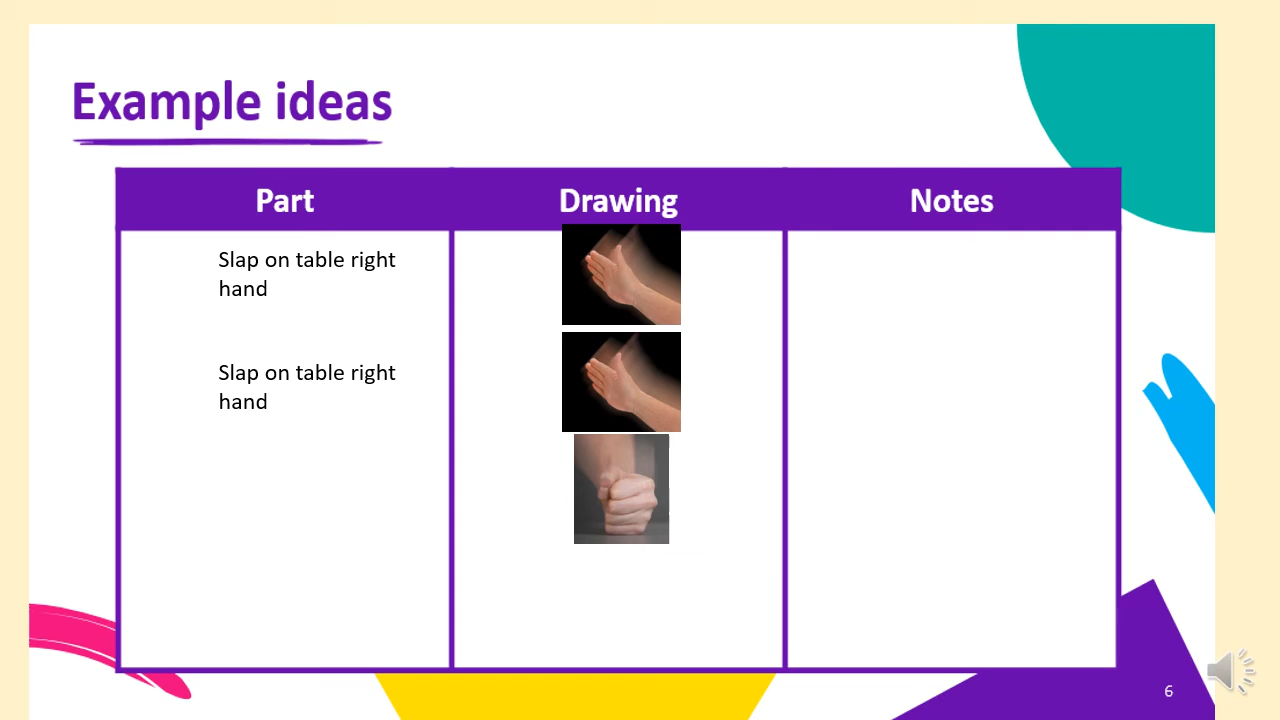 Example ideas
Part
Drawing
Notes
Slap on table right
hand
Slap on table right
hand
6